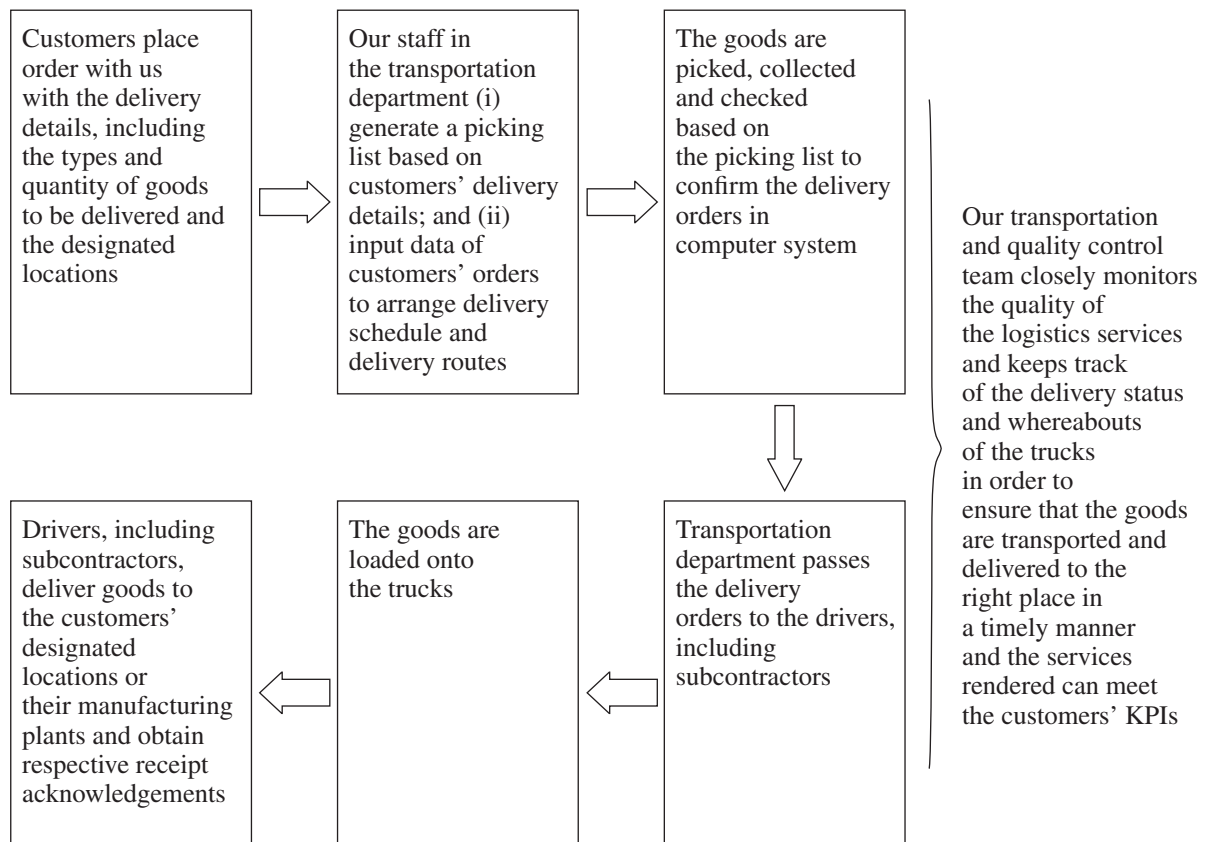 Customers place
order with us
with the delivery
details, including
the types and
quantity of goods
to be delivered and
the designated
locations
Our staff in
the transportation
department (i)
generate a picking
list based on
customers’ delivery
details; and (ii)
input data of
customers’ orders
to arrange delivery
schedule and
delivery routes
The goods are
picked, collected
and checked
based on
the picking list to
confirm the delivery
orders in
computer system
Transportation
department passes
the delivery
orders to the drivers,
including
subcontractors
The goods are
loaded onto
the trucks
Drivers, including
subcontractors,
deliver goods to
the customers’
designated
locations or
their manufacturing
plants and obtain
respective receipt
acknowledgements
Our transportation
and quality control
team closely monitors
the quality of
the logistics services
and keeps track
of the delivery status
and whereabouts
of the trucks
in order to
ensure that the goods
are transported and
delivered to the
right place in
a timely manner
and the services
rendered can meet
the customers’ KPIs